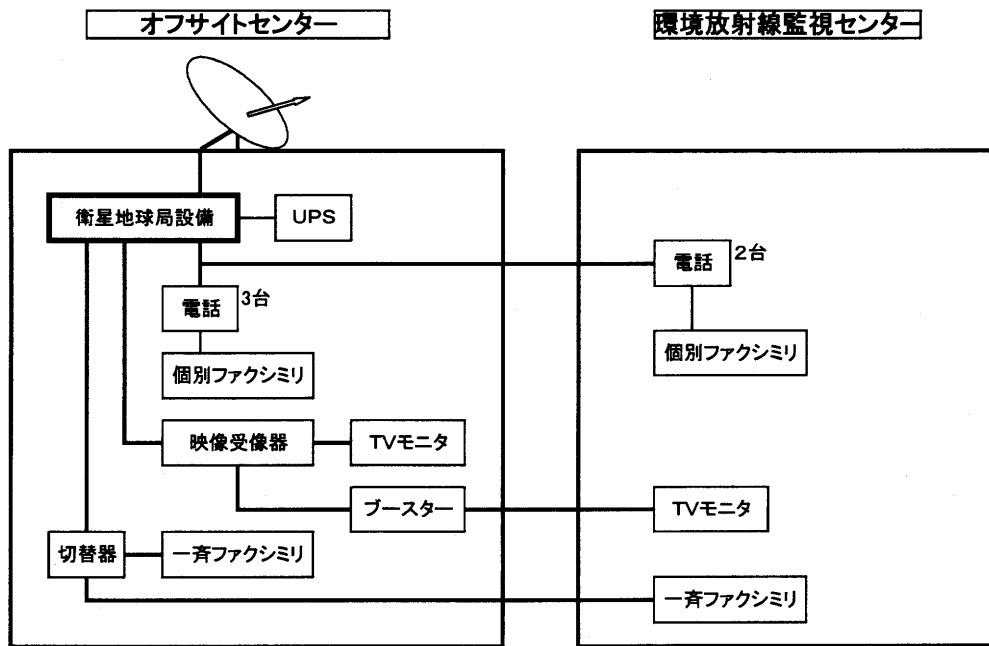 オフサイトセンター
環境放射線監視センター
衛星地球局設備
UPS
電話
3台
電話
2台
個別ファクシミリ
個別ファクシミリ
映像受像器
TVモニタ
ブースター
TVモニタ
切替器
一斉ファクシミリ
一斉ファクシミリ